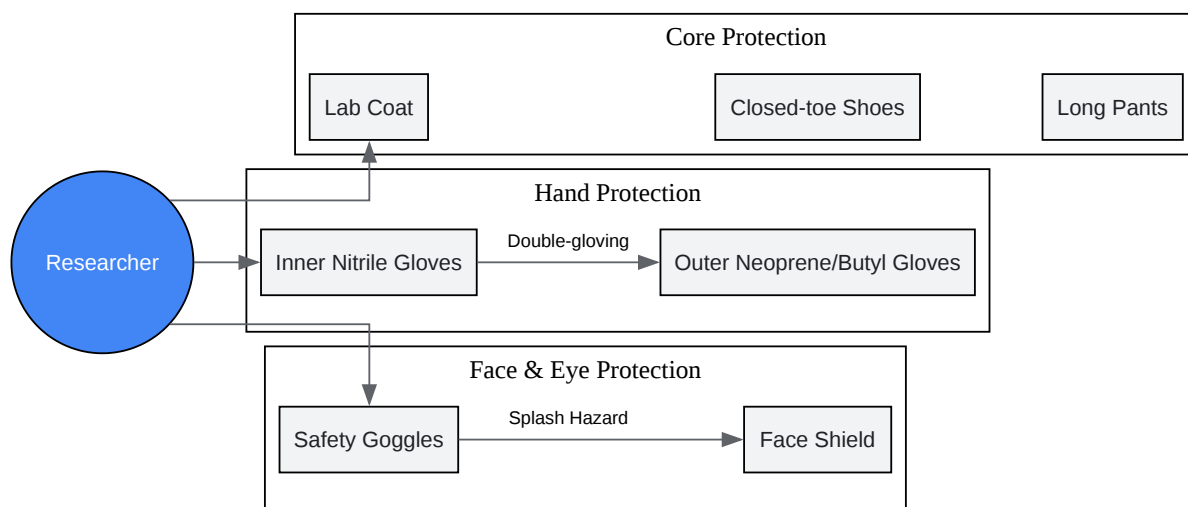 Core Protection
Lab Coat
Closed-toe Shoes
Long Pants
Hand Protection
Researcher
Inner Nitrile Gloves
Double-gloving
Outer Neoprene/Butyl Gloves
Face & Eye Protection
Safety Goggles
Splash Hazard
Face Shield